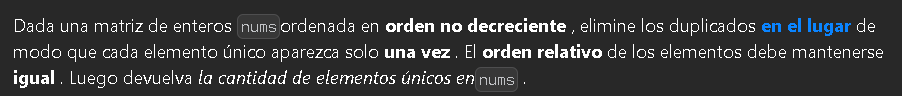 Dada una matriz de enteros nums ordenada en orden no decreciente , elimine los duplicados en el lugar de
modo que cada elemento único aparezca solo una vez . El orden relativo de los elementos debe mantenerse
igual . Luego devuelva la cantidad de elementos únicos en nums .